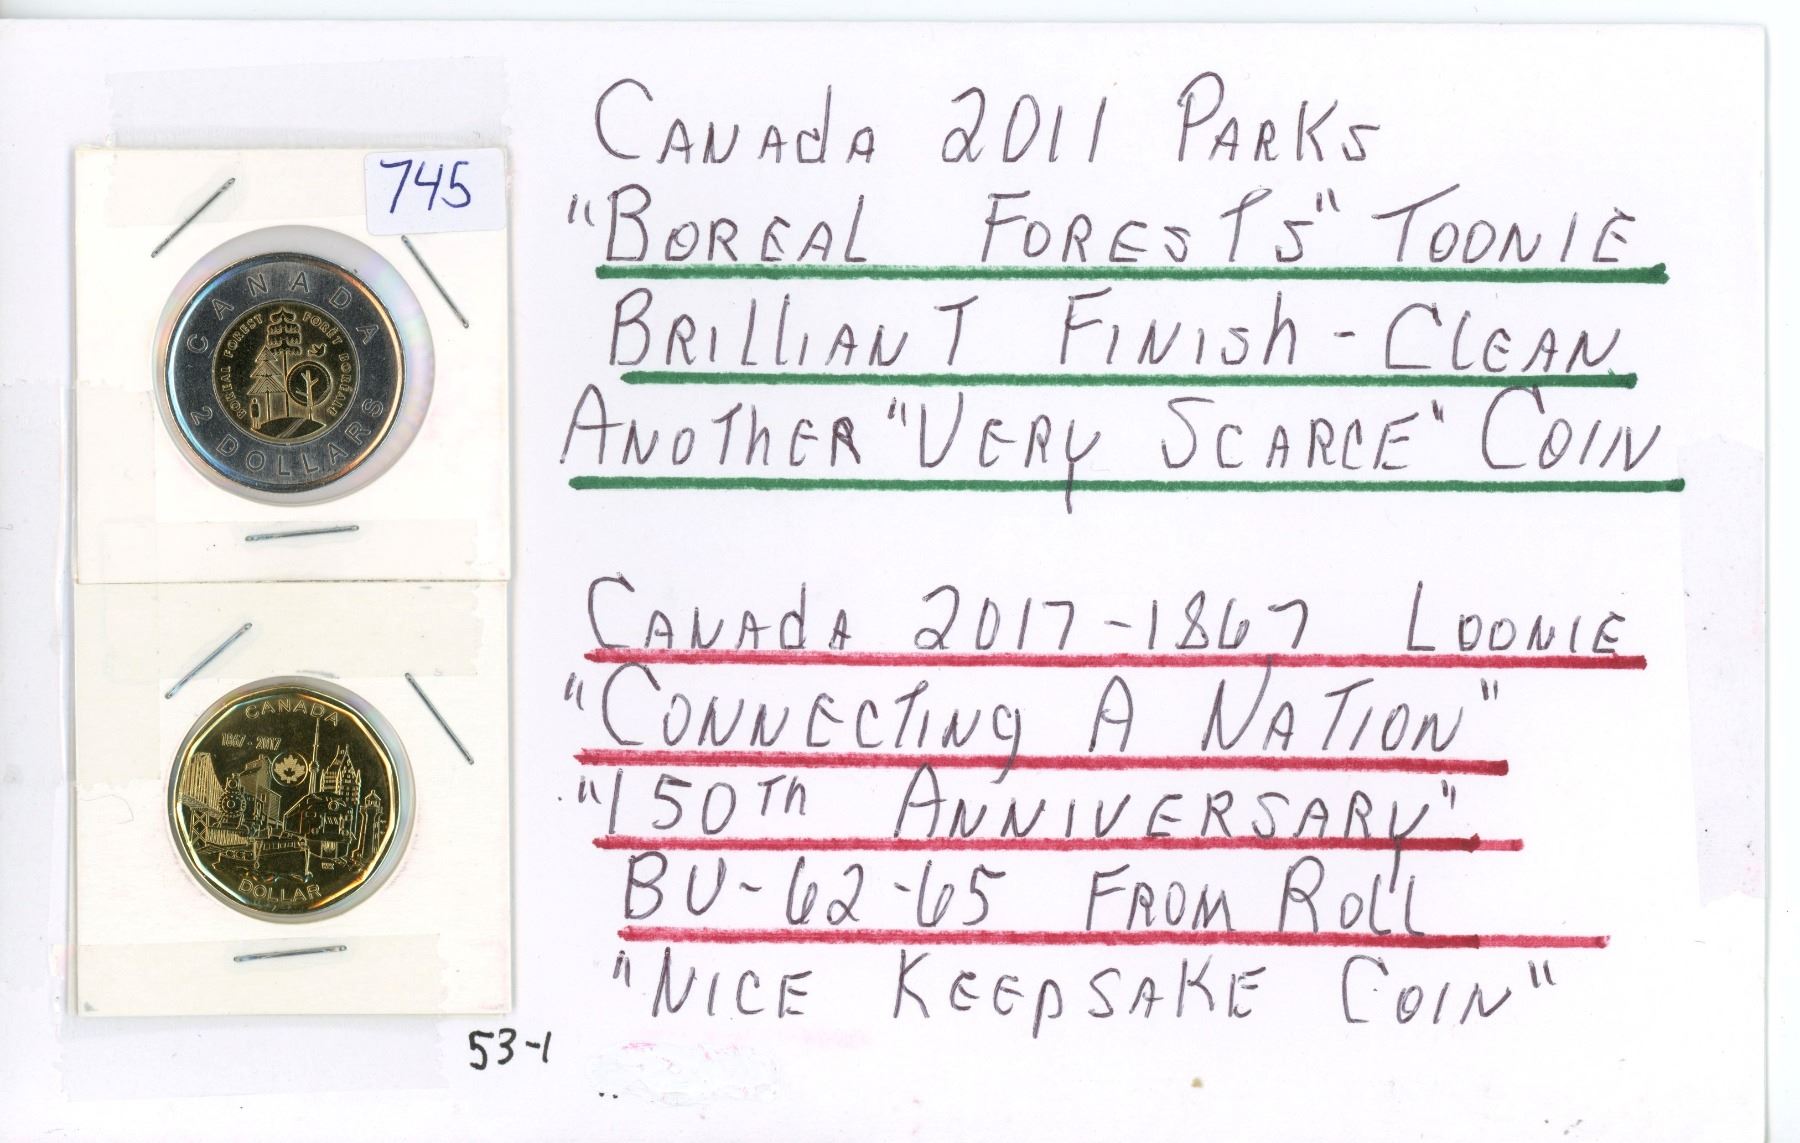 745
CANADA
BOREAL FOREST FORÊT BORÉALE
2 DOLLARS
CANADA
1867 - 2017
DOLLAR
53-1
CANAdA 2011 PARKS
"BOREAL FORESTS" TOONIE
BRILLIANT FINISh - CLEAN
ANOThER "VERy SCARCE" COIN
CANAdA 2017-1867 LOONIE
"CONNECTINg A NATION"
"150Th ANNIVERSARy"
BU-62-65 FROM ROLL
"NICE KEEpSAKE COIN"